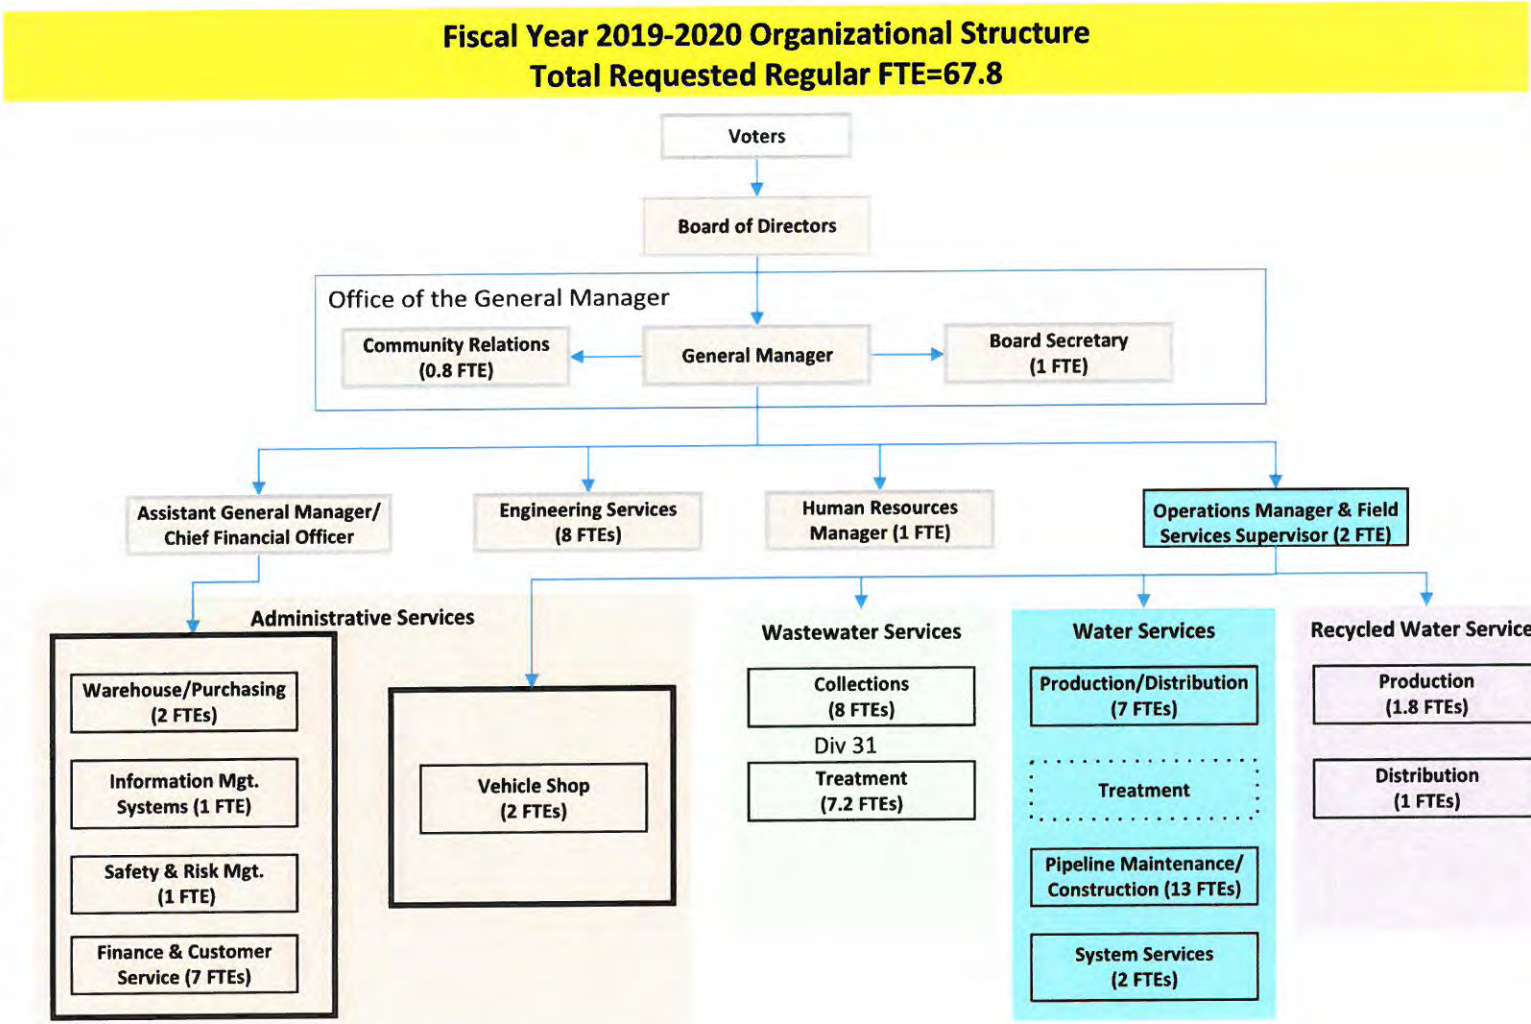 Fiscal Year 2019-2020 Organizational Structure
Total Requested Regular FTE=67.8
Voters
Board of Directors
Office of the General Manager
Community Relations
(0.8 FTE)
General Manager
Board Secretary
(1 FTE)
Assistant General Manager/
Chief Financial Officer
Engineering Services
(8 FTEs)
Human Resources
Manager (1 FTE)
Operations Manager & Field
Services Supervisor (2 FTE)
Administrative Services
Warehouse/Purchasing
(2 FTEs)
Information Mgt.
Systems (1 FTE)
Safety & Risk Mgt.
(1 FTE)
Finance & Customer
Service (7 FTEs)
Vehicle Shop
(2 FTEs)
Wastewater Services
Collections
(8 FTEs)
Div 31
Treatment
(7.2 FTEs)
Water Services
Production/Distribution
(7 FTEs)
Treatment
Pipeline Maintenance/
Construction (13 FTEs)
System Services
(2 FTEs)
Recycled Water Service
Production
(1.8 FTEs)
Distribution
(1 FTEs)